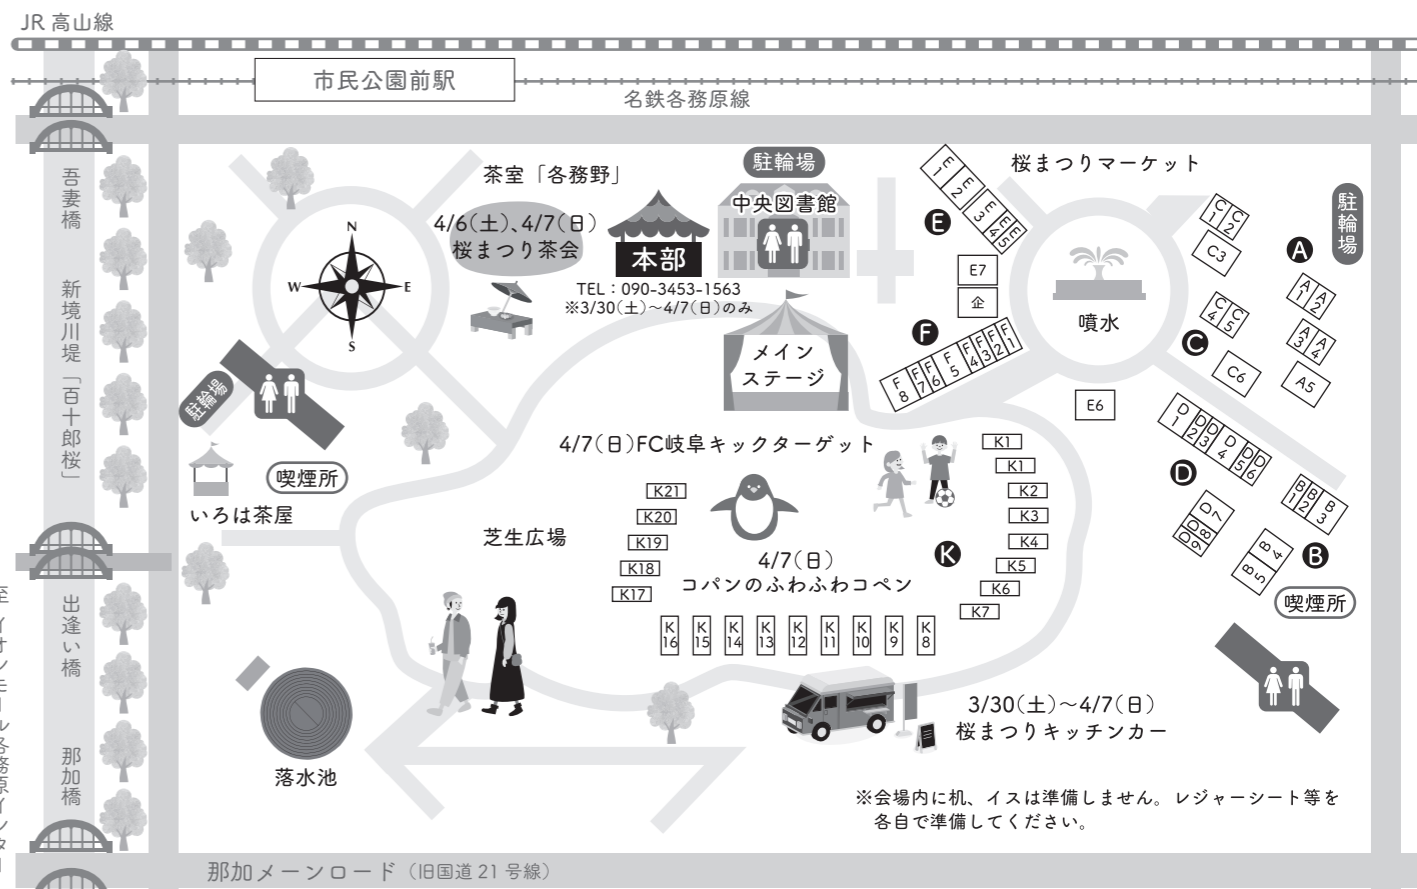 JR 高山線
市民公園前駅
名鉄各務原線
吾妻橋
新境川堤「百十郎桜」
出逢い橋
那加橋
至 イオンモール各務原インター
茶室「各務野」
4/6(土)、4/7(日)
桜まつり茶会
本部
TEL：090-3453-1563
※3/30(土)〜4/7(日)のみ
駐輪場
中央図書館
メイン
ステージ
桜まつりマーケット
駐輪場
N
W
E
S
駐輪場
喫煙所
いろは茶屋
E
E1
E2
E3
E4
E5
E7
企
F
F8
F7
F6
F5
F4
F3
F2
F1
噴水
E6
C1
C2
C3
C4
C5
C
C6
A
A1
A2
A3
A4
A5
D1
D2
D3
D4
D5
D6
D
D7
D8
D9
B1
B2
B3
B4
B5
B
喫煙所
4/7(日)FC岐阜キックターゲット
芝生広場
K21
K20
K19
K18
K17
4/7(日)
コパンのふわふわコペン
K
K1
K1
K2
K3
K4
K5
K6
K7
K16
K15
K14
K13
K12
K11
K10
K9
K8
落水池
3/30(土)〜4/7(日)
桜まつりキッチンカー
※会場内に机、イスは準備しません。レジャーシート等を
各自で準備してください。
那加メーンロード（旧国道 21 号線）